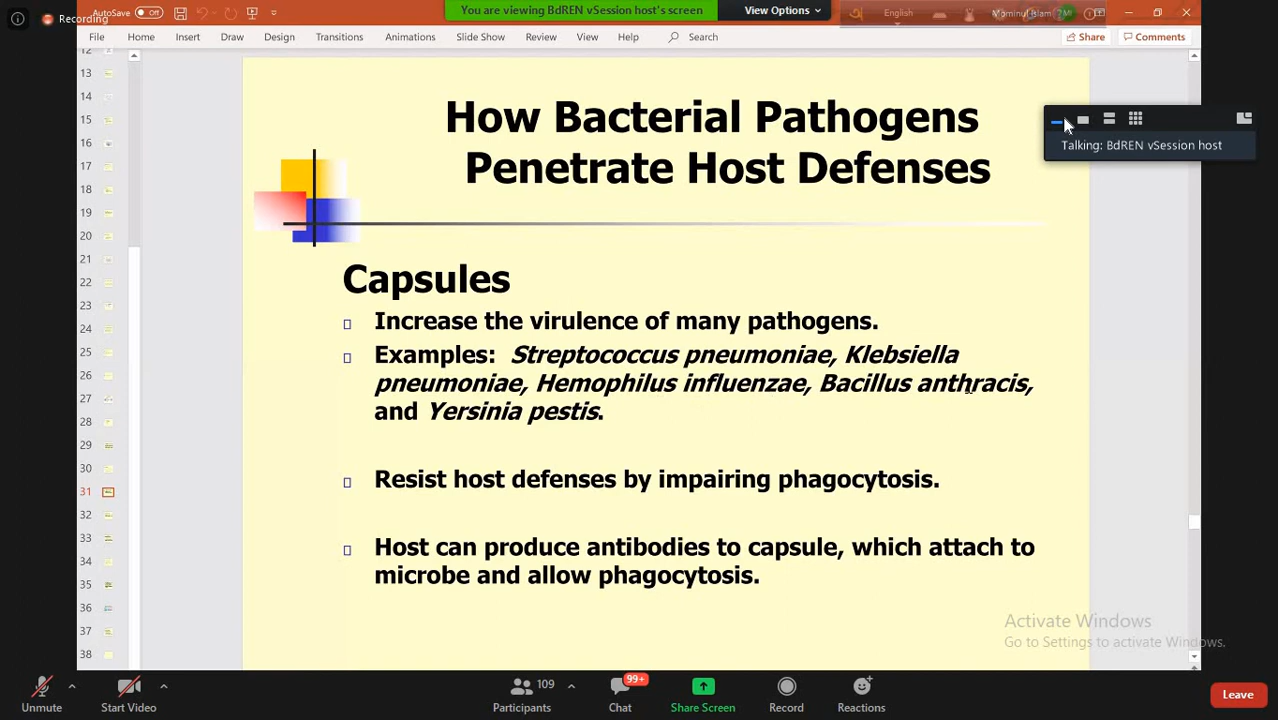 AutoSave Off
Recording
You are viewing BdREN vSession host's screen
View Options
English
Mominul Islam
File Home Insert Draw Design Transitions Animations Slide Show Review View Help Search
Share Comments
12
13
14
15
16
17
18
19
20
21
22
23
24
25
26
27
28
29
30
31
32
33
34
35
36
37
38
How Bacterial Pathogens
Penetrate Host Defenses
Talking: BdREN vSession host
Capsules
Increase the virulence of many pathogens.
Examples: Streptococcus pneumoniae, Klebsiella
pneumoniae, Hemophilus influenzae, Bacillus anthracis,
and Yersinia pestis.
Resist host defenses by impairing phagocytosis.
Host can produce antibodies to capsule, which attach to
microbe and allow phagocytosis.
Activate Windows
Go to Settings to activate Windows.
109
99+
Unmute Start Video Participants Chat Share Screen Record Reactions
Leave